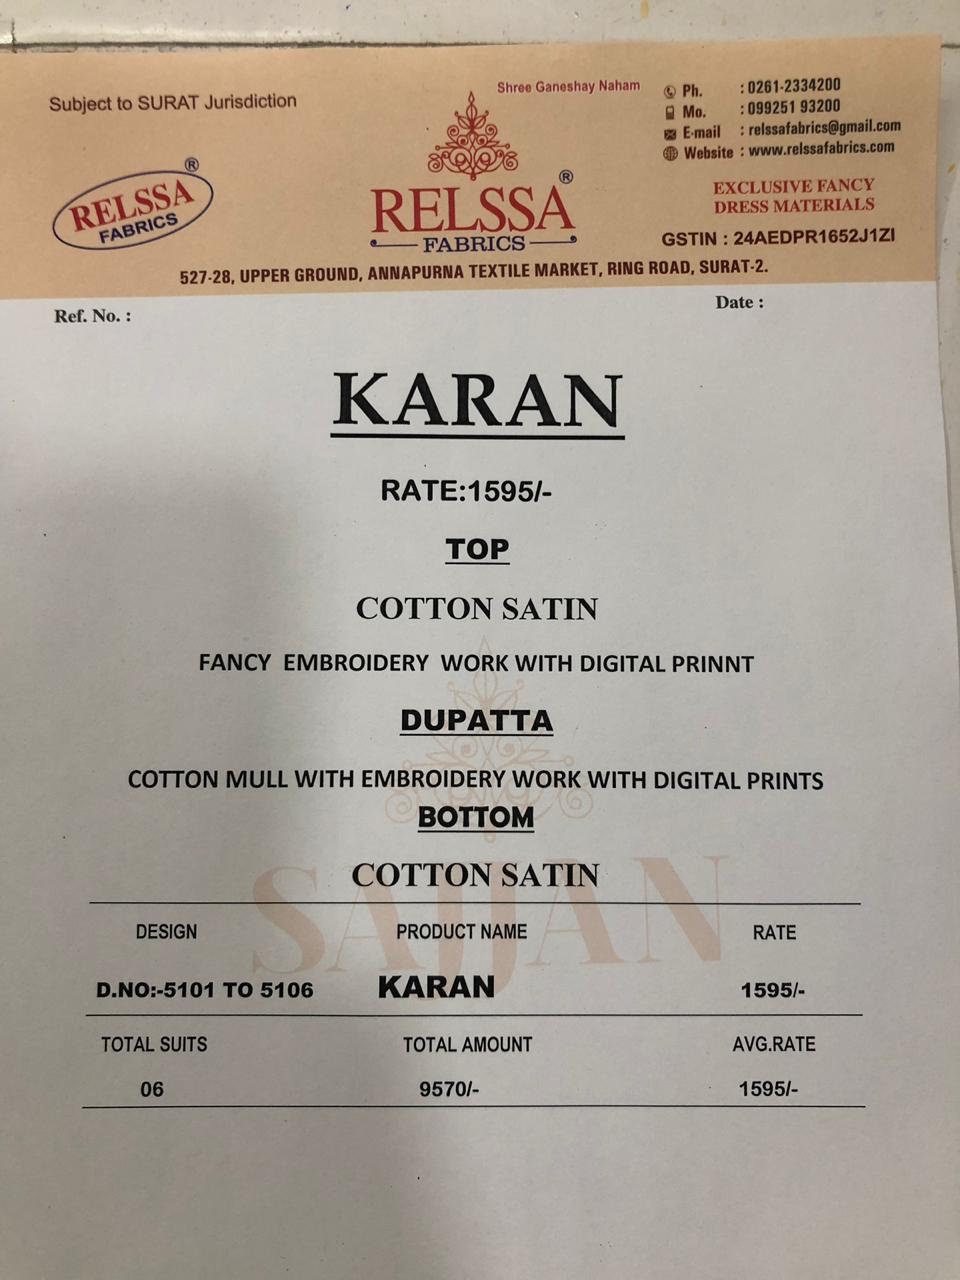 Subject to SURAT Jurisdiction
Shree Ganeshay Naham
Ph. : 0261-2334200
Mo. : 099251 93200
E-mail : relssafabrics@gmail.com
Website : www.relssafabrics.com
RELSSA ®
FABRICS
RELSSA ®
FABRICS
EXCLUSIVE FANCY
DRESS MATERIALS
GSTIN : 24AEDPR1652J1ZI
527-28, UPPER GROUND, ANNAPURNA TEXTILE MARKET, RING ROAD, SURAT-2.
Ref. No. :
Date :
KARAN
RATE:1595/-
TOP
COTTON SATIN
FANCY EMBROIDERY WORK WITH DIGITAL PRINNT
DUPATTA
COTTON MULL WITH EMBROIDERY WORK WITH DIGITAL PRINTS
BOTTOM
COTTON SATIN
SAJJAN
DESIGN PRODUCT NAME RATE
D.NO:-5101 TO 5106 KARAN 1595/-
TOTAL SUITS TOTAL AMOUNT AVG.RATE
06 9570/- 1595/-